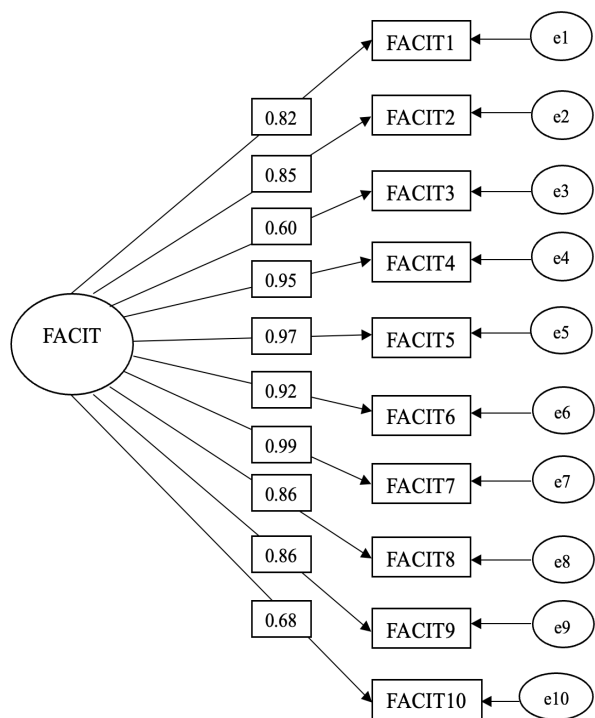 FACIT1
e1
0.82
FACIT2
e2
0.85
FACIT3
e3
0.60
FACIT4
e4
0.95
FACIT
0.97
FACIT5
e5
0.92
FACIT6
e6
0.99
FACIT7
e7
0.86
FACIT8
e8
0.86
FACIT9
e9
0.68
FACIT10
e10